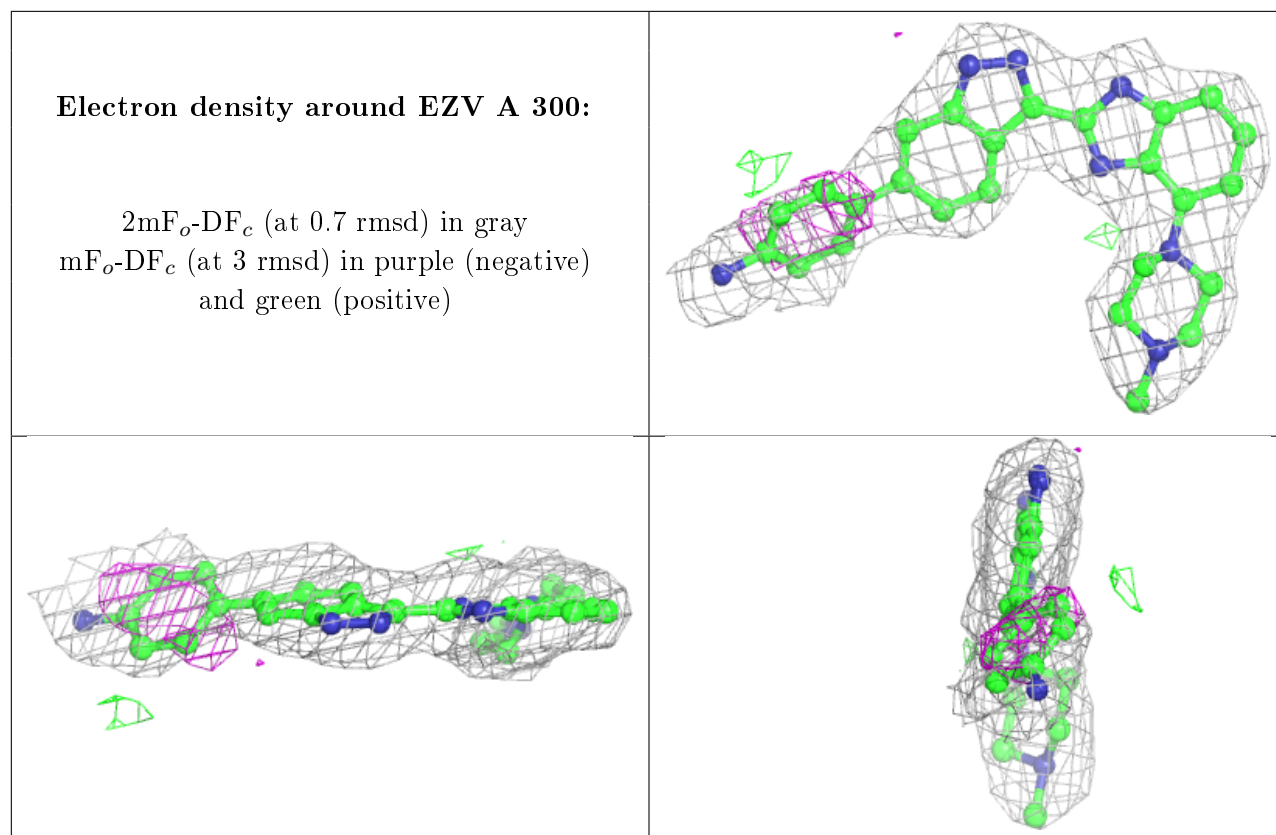 Electron density around EZV A 300:
2mFo-DFc (at 0.7 rmsd) in gray
mFo-DFc (at 3 rmsd) in purple (negative)
and green (positive)